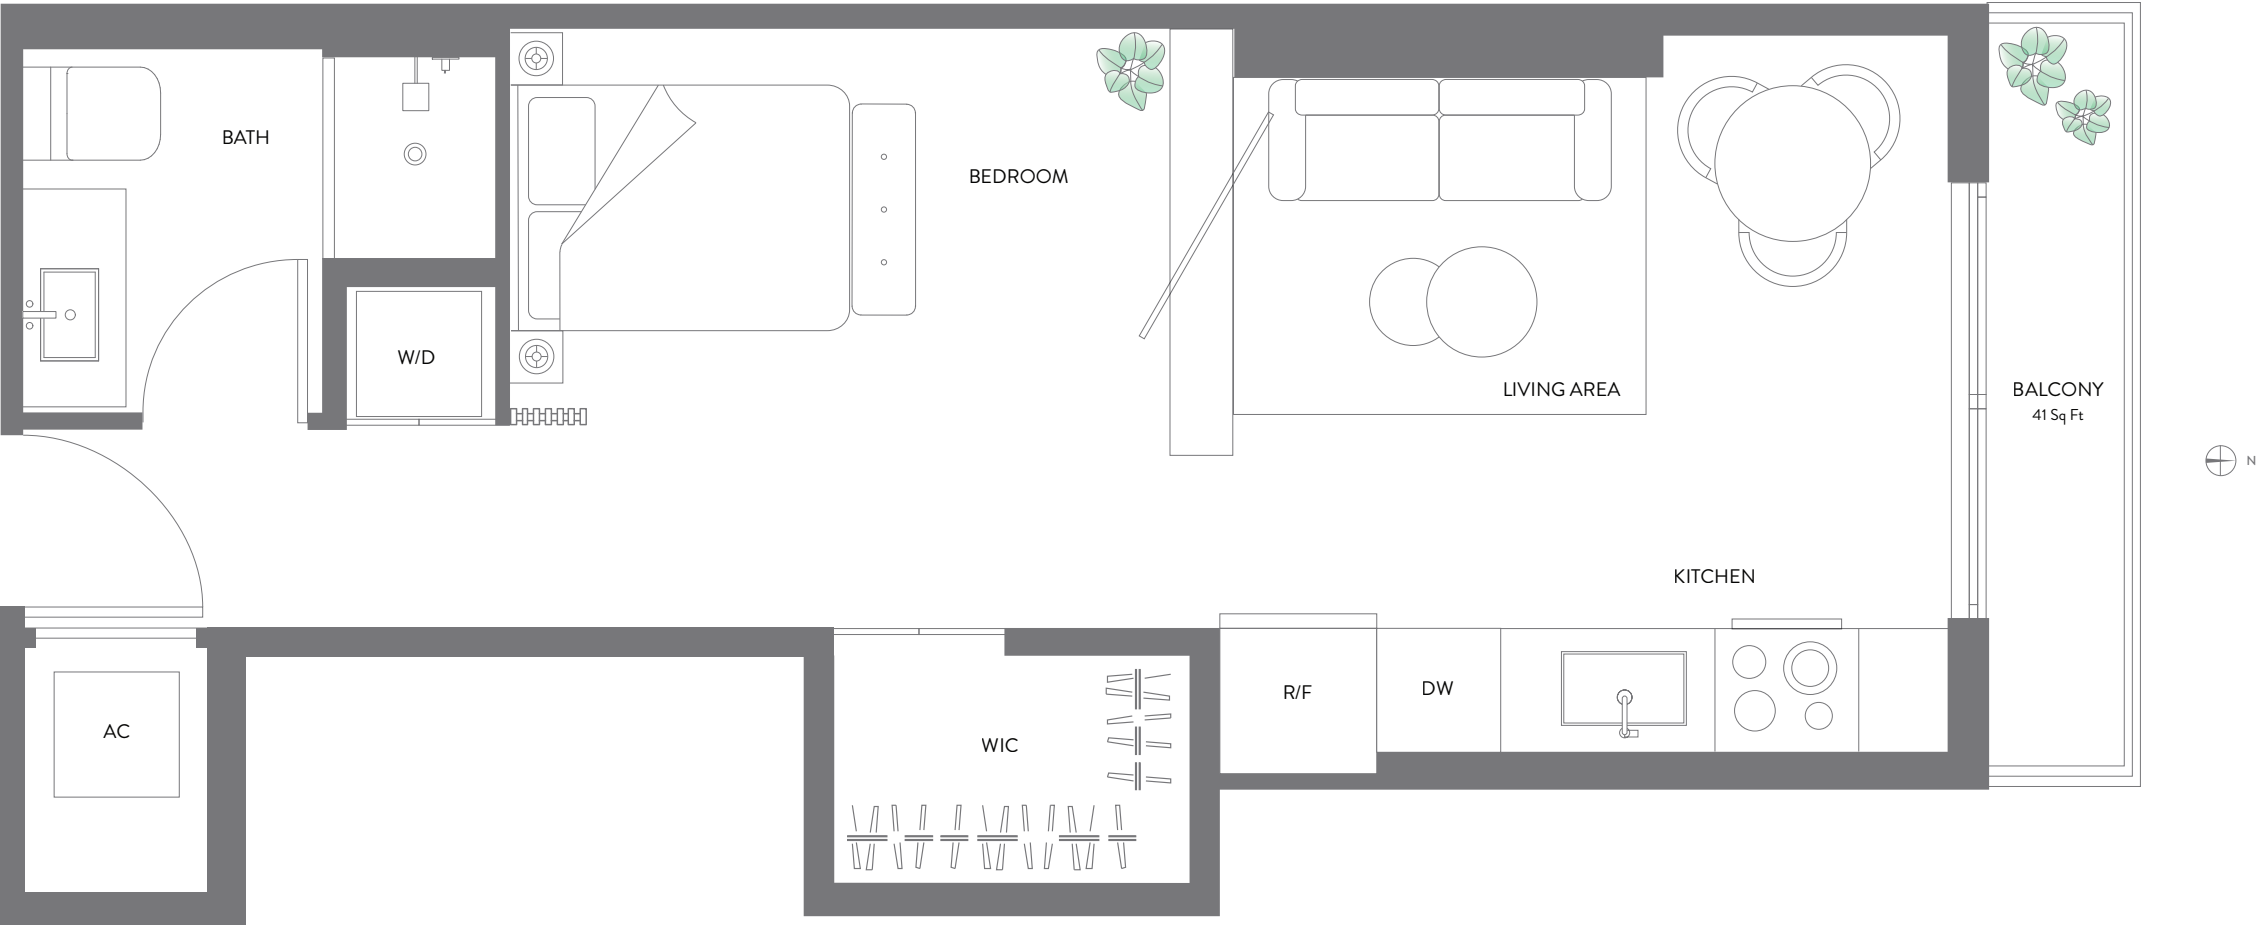 BATH
BEDROOM
W/D
LIVING AREA
BALCONY
41 Sq Ft
N
KITCHEN
R/F
DW
AC
WIC